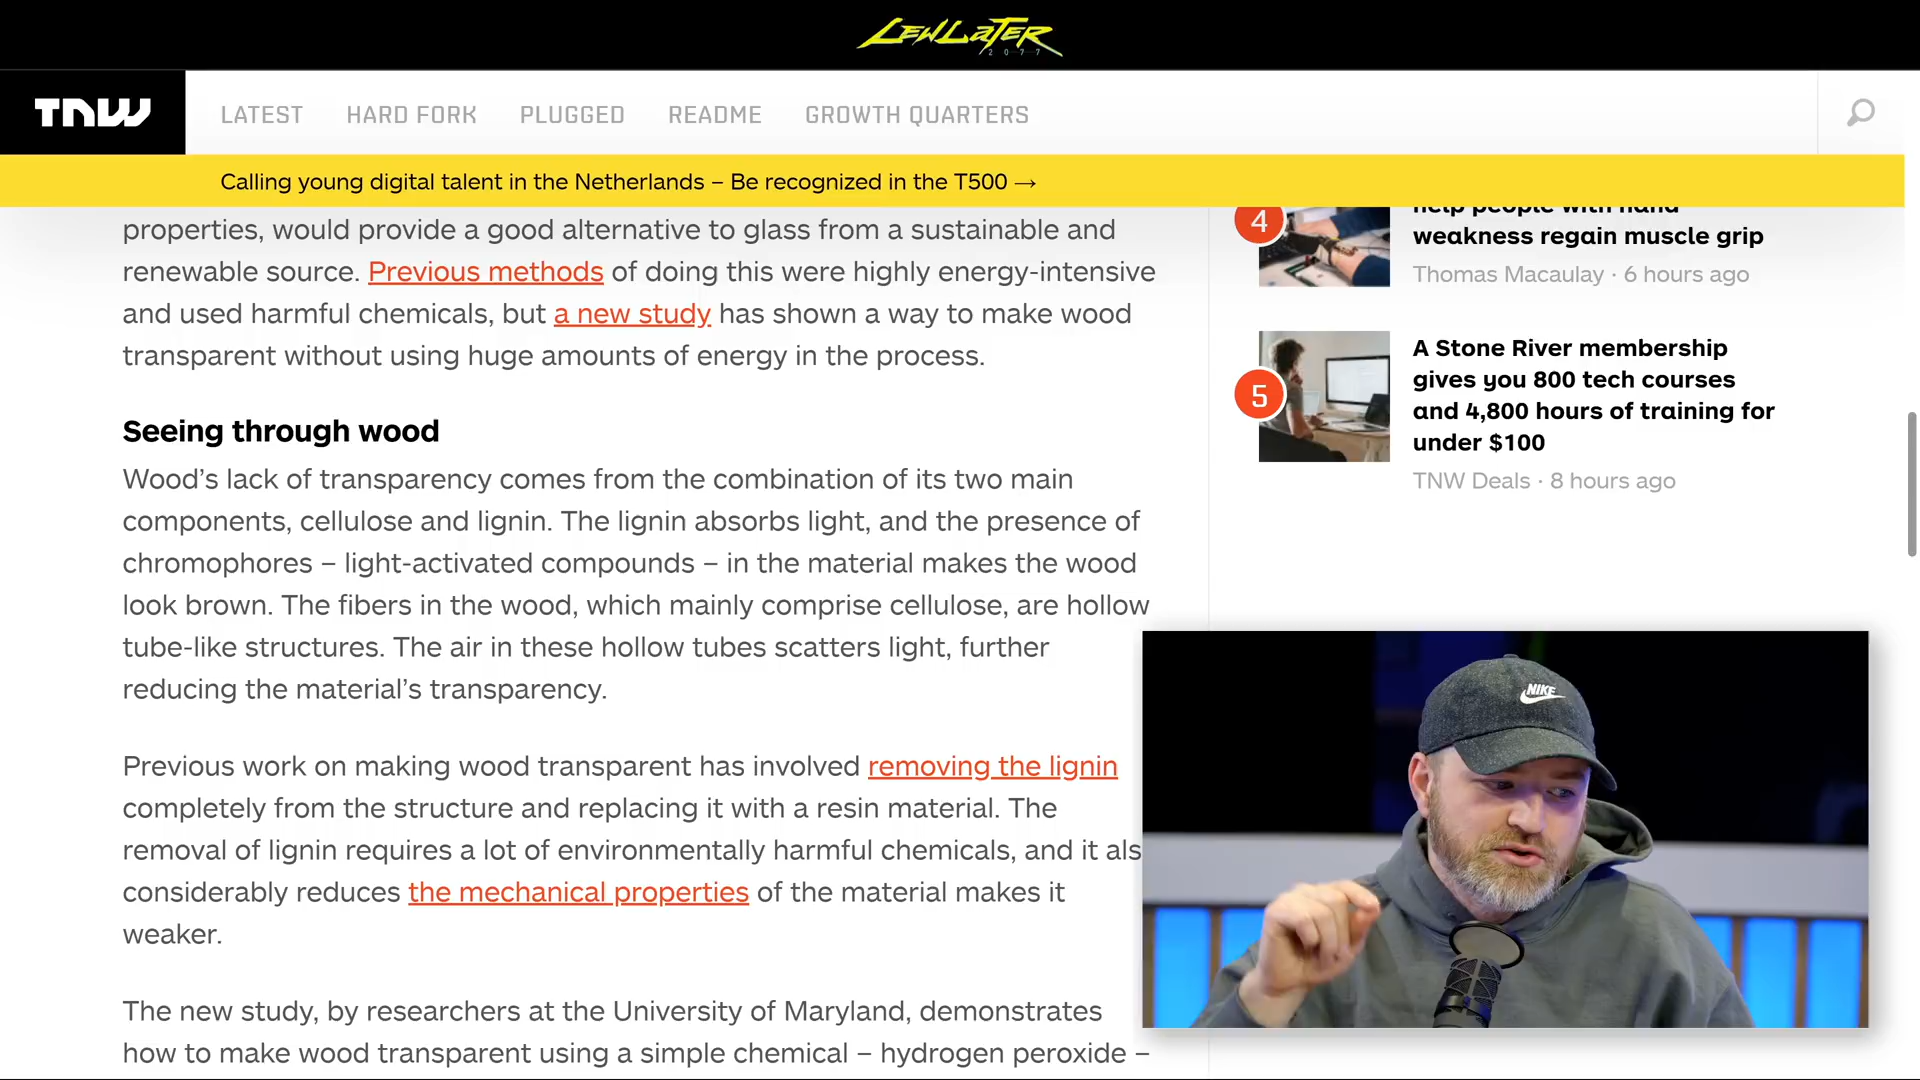 LEWLATER
2077
TNW
LATEST HARD FORK PLUGGED README GROWTH QUARTERS
Calling young digital talent in the Netherlands – Be recognized in the T500 →
properties, would provide a good alternative to glass from a sustainable and
renewable source. Previous methods of doing this were highly energy-intensive
and used harmful chemicals, but a new study has shown a way to make wood
transparent without using huge amounts of energy in the process.
Seeing through wood
Wood’s lack of transparency comes from the combination of its two main
components, cellulose and lignin. The lignin absorbs light, and the presence of
chromophores – light-activated compounds – in the material makes the wood
look brown. The fibers in the wood, which mainly comprise cellulose, are hollow
tube-like structures. The air in these hollow tubes scatters light, further
reducing the material’s transparency.
Previous work on making wood transparent has involved removing the lignin
completely from the structure and replacing it with a resin material. The
removal of lignin requires a lot of environmentally harmful chemicals, and it als
considerably reduces the mechanical properties of the material makes it
weaker.
The new study, by researchers at the University of Maryland, demonstrates
how to make wood transparent using a simple chemical – hydrogen peroxide –
4
help people with hand
weakness regain muscle grip
Thomas Macaulay · 6 hours ago
5
A Stone River membership
gives you 800 tech courses
and 4,800 hours of training for
under $100
TNW Deals · 8 hours ago
NIKE